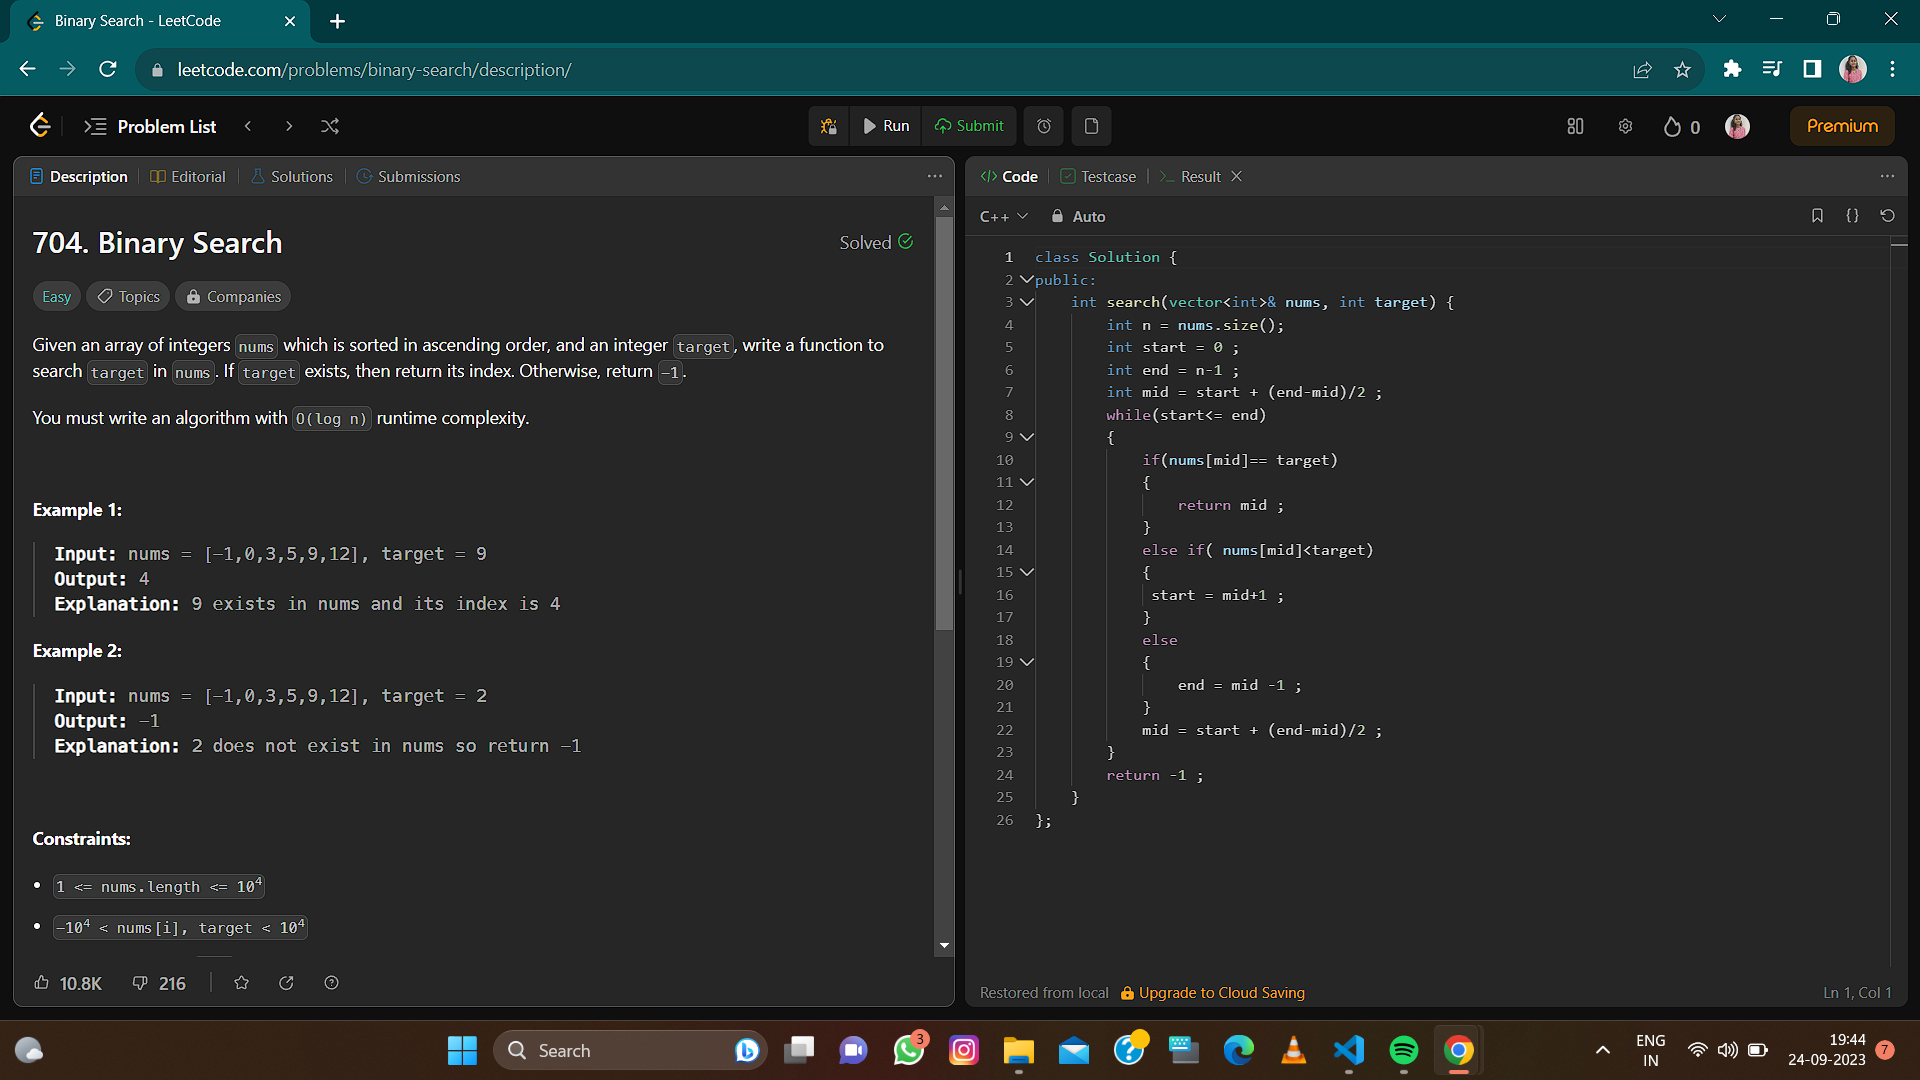 Binary Search - LeetCode
leetcode.com/problems/binary-search/description/
Problem List
Run
Submit
0
Premium
Description
Editorial
Solutions
Submissions
704. Binary Search
Solved
Easy
Topics
Companies
Given an array of integers nums which is sorted in ascending order, and an integer target, write a function to
search target in nums. If target exists, then return its index. Otherwise, return -1.
You must write an algorithm with O(log n) runtime complexity.
Example 1:
Input: nums = [-1,0,3,5,9,12], target = 9
Output: 4
Explanation: 9 exists in nums and its index is 4
Example 2:
Input: nums = [-1,0,3,5,9,12], target = 2
Output: -1
Explanation: 2 does not exist in nums so return -1
Constraints:
• 1 <= nums.length <= 10⁴
• -10⁴ < nums[i], target < 10⁴
10.8K
216
</> Code
Testcase
Result
C++
Auto
1 class Solution {
2 public:
3 int search(vector<int>& nums, int target) {
4 int n = nums.size();
5 int start = 0 ;
6 int end = n-1 ;
7 int mid = start + (end-mid)/2 ;
8 while(start<= end)
9 {
10 if(nums[mid]== target)
11 {
12 return mid ;
13 }
14 else if( nums[mid]<target)
15 {
16 start = mid+1 ;
17 }
18 else
19 {
20 end = mid -1 ;
21 }
22 mid = start + (end-mid)/2 ;
23 }
24 return -1 ;
25 }
26 };
Restored from local
Upgrade to Cloud Saving
Ln 1, Col 1
Search
3
ENG
IN
19:44
24-09-2023
7